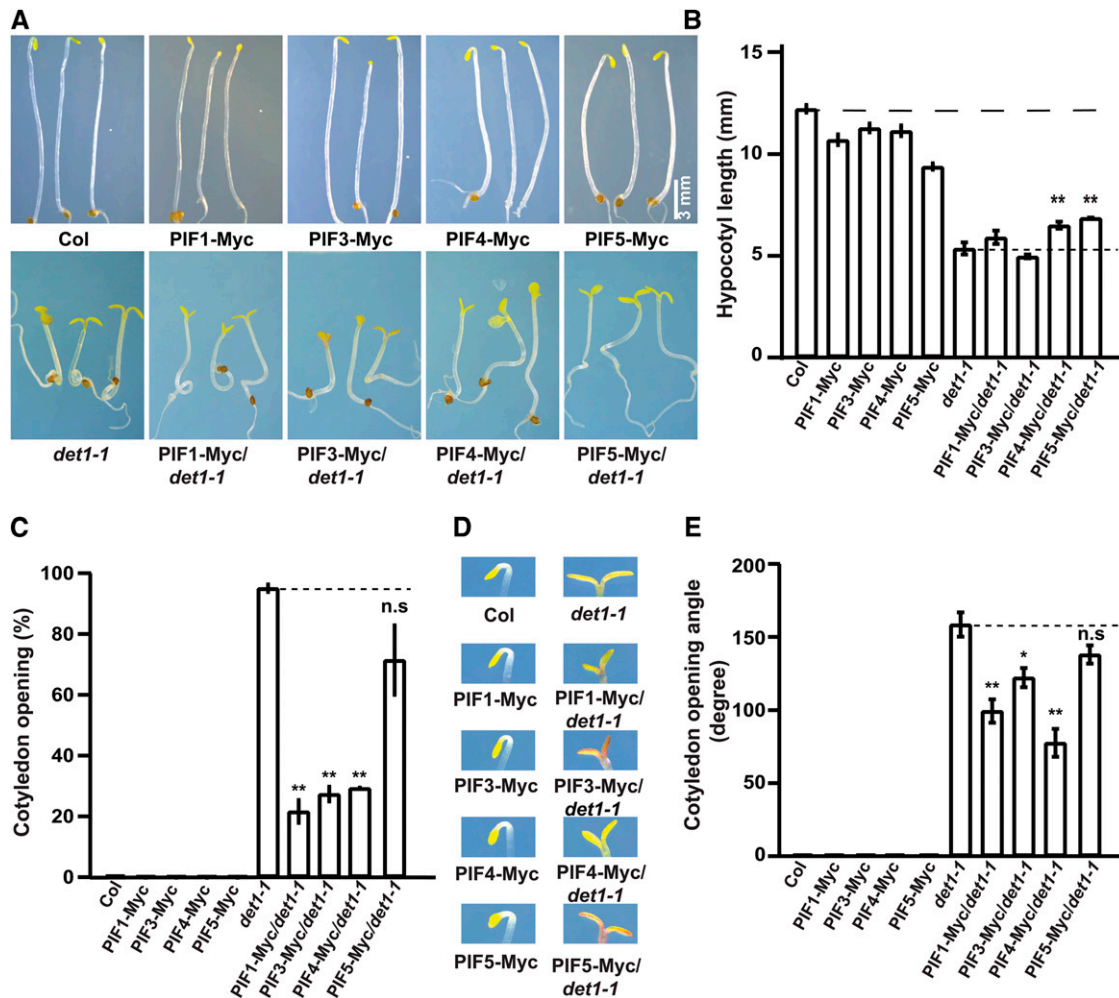 A
Col
PIF1-Myc
PIF3-Myc
PIF4-Myc
PIF5-Myc
3 mm
det1-1
PIF1-Myc/
det1-1
PIF3-Myc/
det1-1
PIF4-Myc/
det1-1
PIF5-Myc/
det1-1
B
Hypocotyl length (mm)
15
10
5
0
**
**
Col
PIF1-Myc
PIF3-Myc
PIF4-Myc
PIF5-Myc
det1-1
PIF1-Myc/det1-1
PIF3-Myc/det1-1
PIF4-Myc/det1-1
PIF5-Myc/det1-1
C
Cotyledon opening (%)
100
80
60
40
20
0
**
**
**
n.s
Col
PIF1-Myc
PIF3-Myc
PIF4-Myc
PIF5-Myc
det1-1
PIF1-Myc/det1-1
PIF3-Myc/det1-1
PIF4-Myc/det1-1
PIF5-Myc/det1-1
D
Col
det1-1
PIF1-Myc
PIF1-Myc/
det1-1
PIF3-Myc
PIF3-Myc/
det1-1
PIF4-Myc
PIF4-Myc/
det1-1
PIF5-Myc
PIF5-Myc/
det1-1
E
Cotyledon opening angle
(degree)
200
150
100
50
0
**
*
**
n.s
Col
PIF1-Myc
PIF3-Myc
PIF4-Myc
PIF5-Myc
det1-1
PIF1-Myc/det1-1
PIF3-Myc/det1-1
PIF4-Myc/det1-1
PIF5-Myc/det1-1